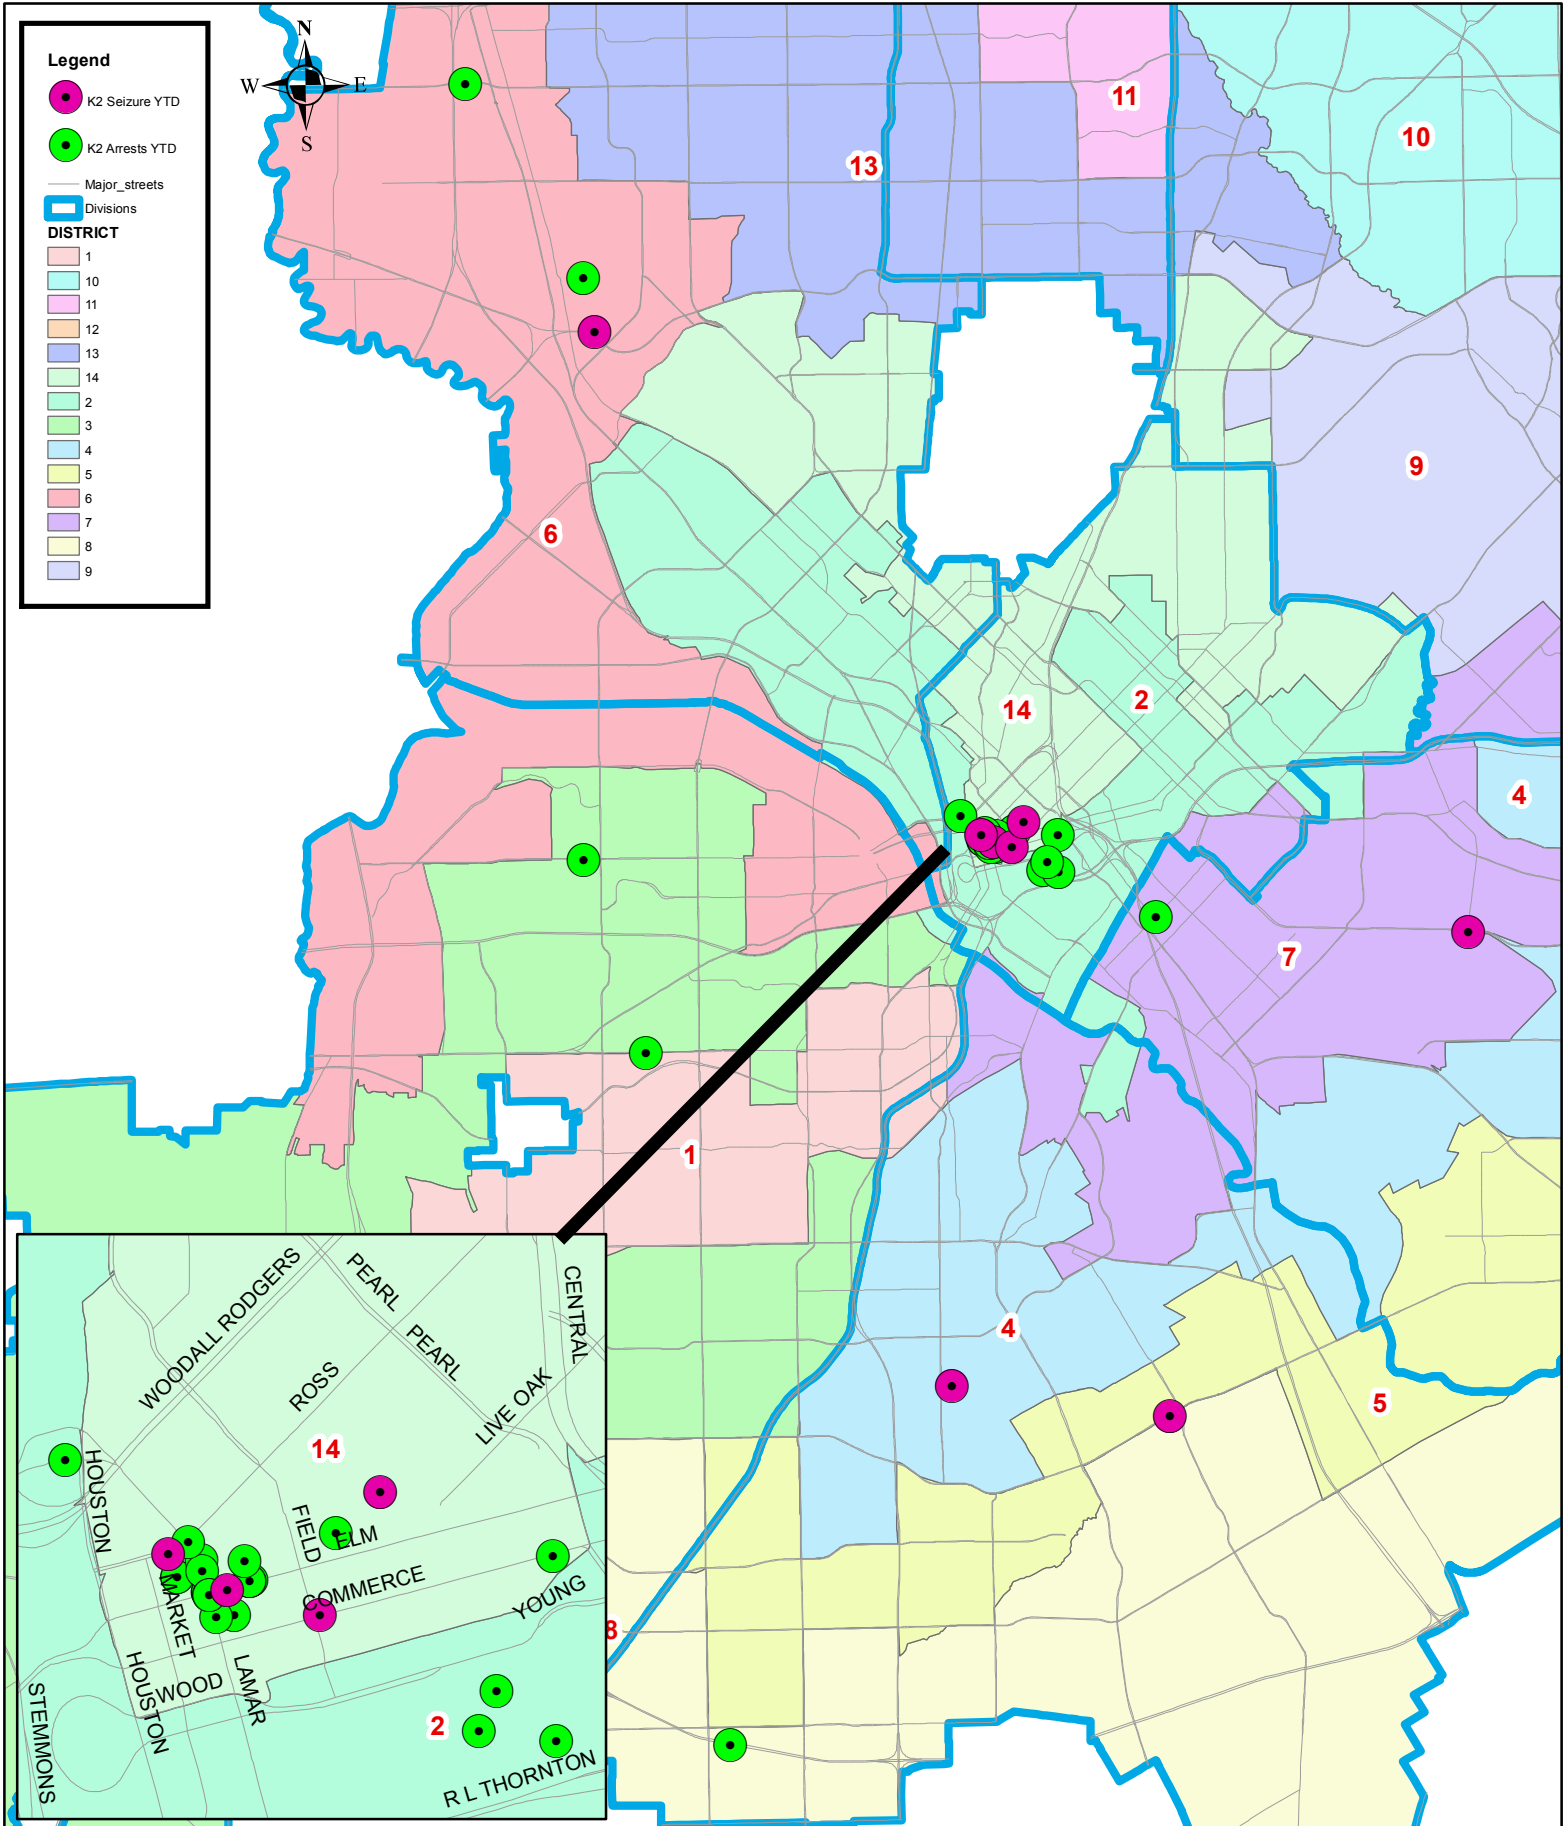 Legend
K2 Seizure YTD
K2 Arrests YTD
Major_streets
Divisions
DISTRICT
1
10
11
12
13
14
2
3
4
5
6
7
8
9
N
W
E
S
11
10
13
9
6
14
2
4
7
1
4
5
8
WOODALL RODGERS
PEARL
PEARL
CENTRAL
ROSS
LIVE OAK
14
HOUSTON
FIELD
ELM
COMMERCE
MARKET
YOUNG
HOUSTON
WOOD
LAMAR
STEMMONS
2
R L THORNTON